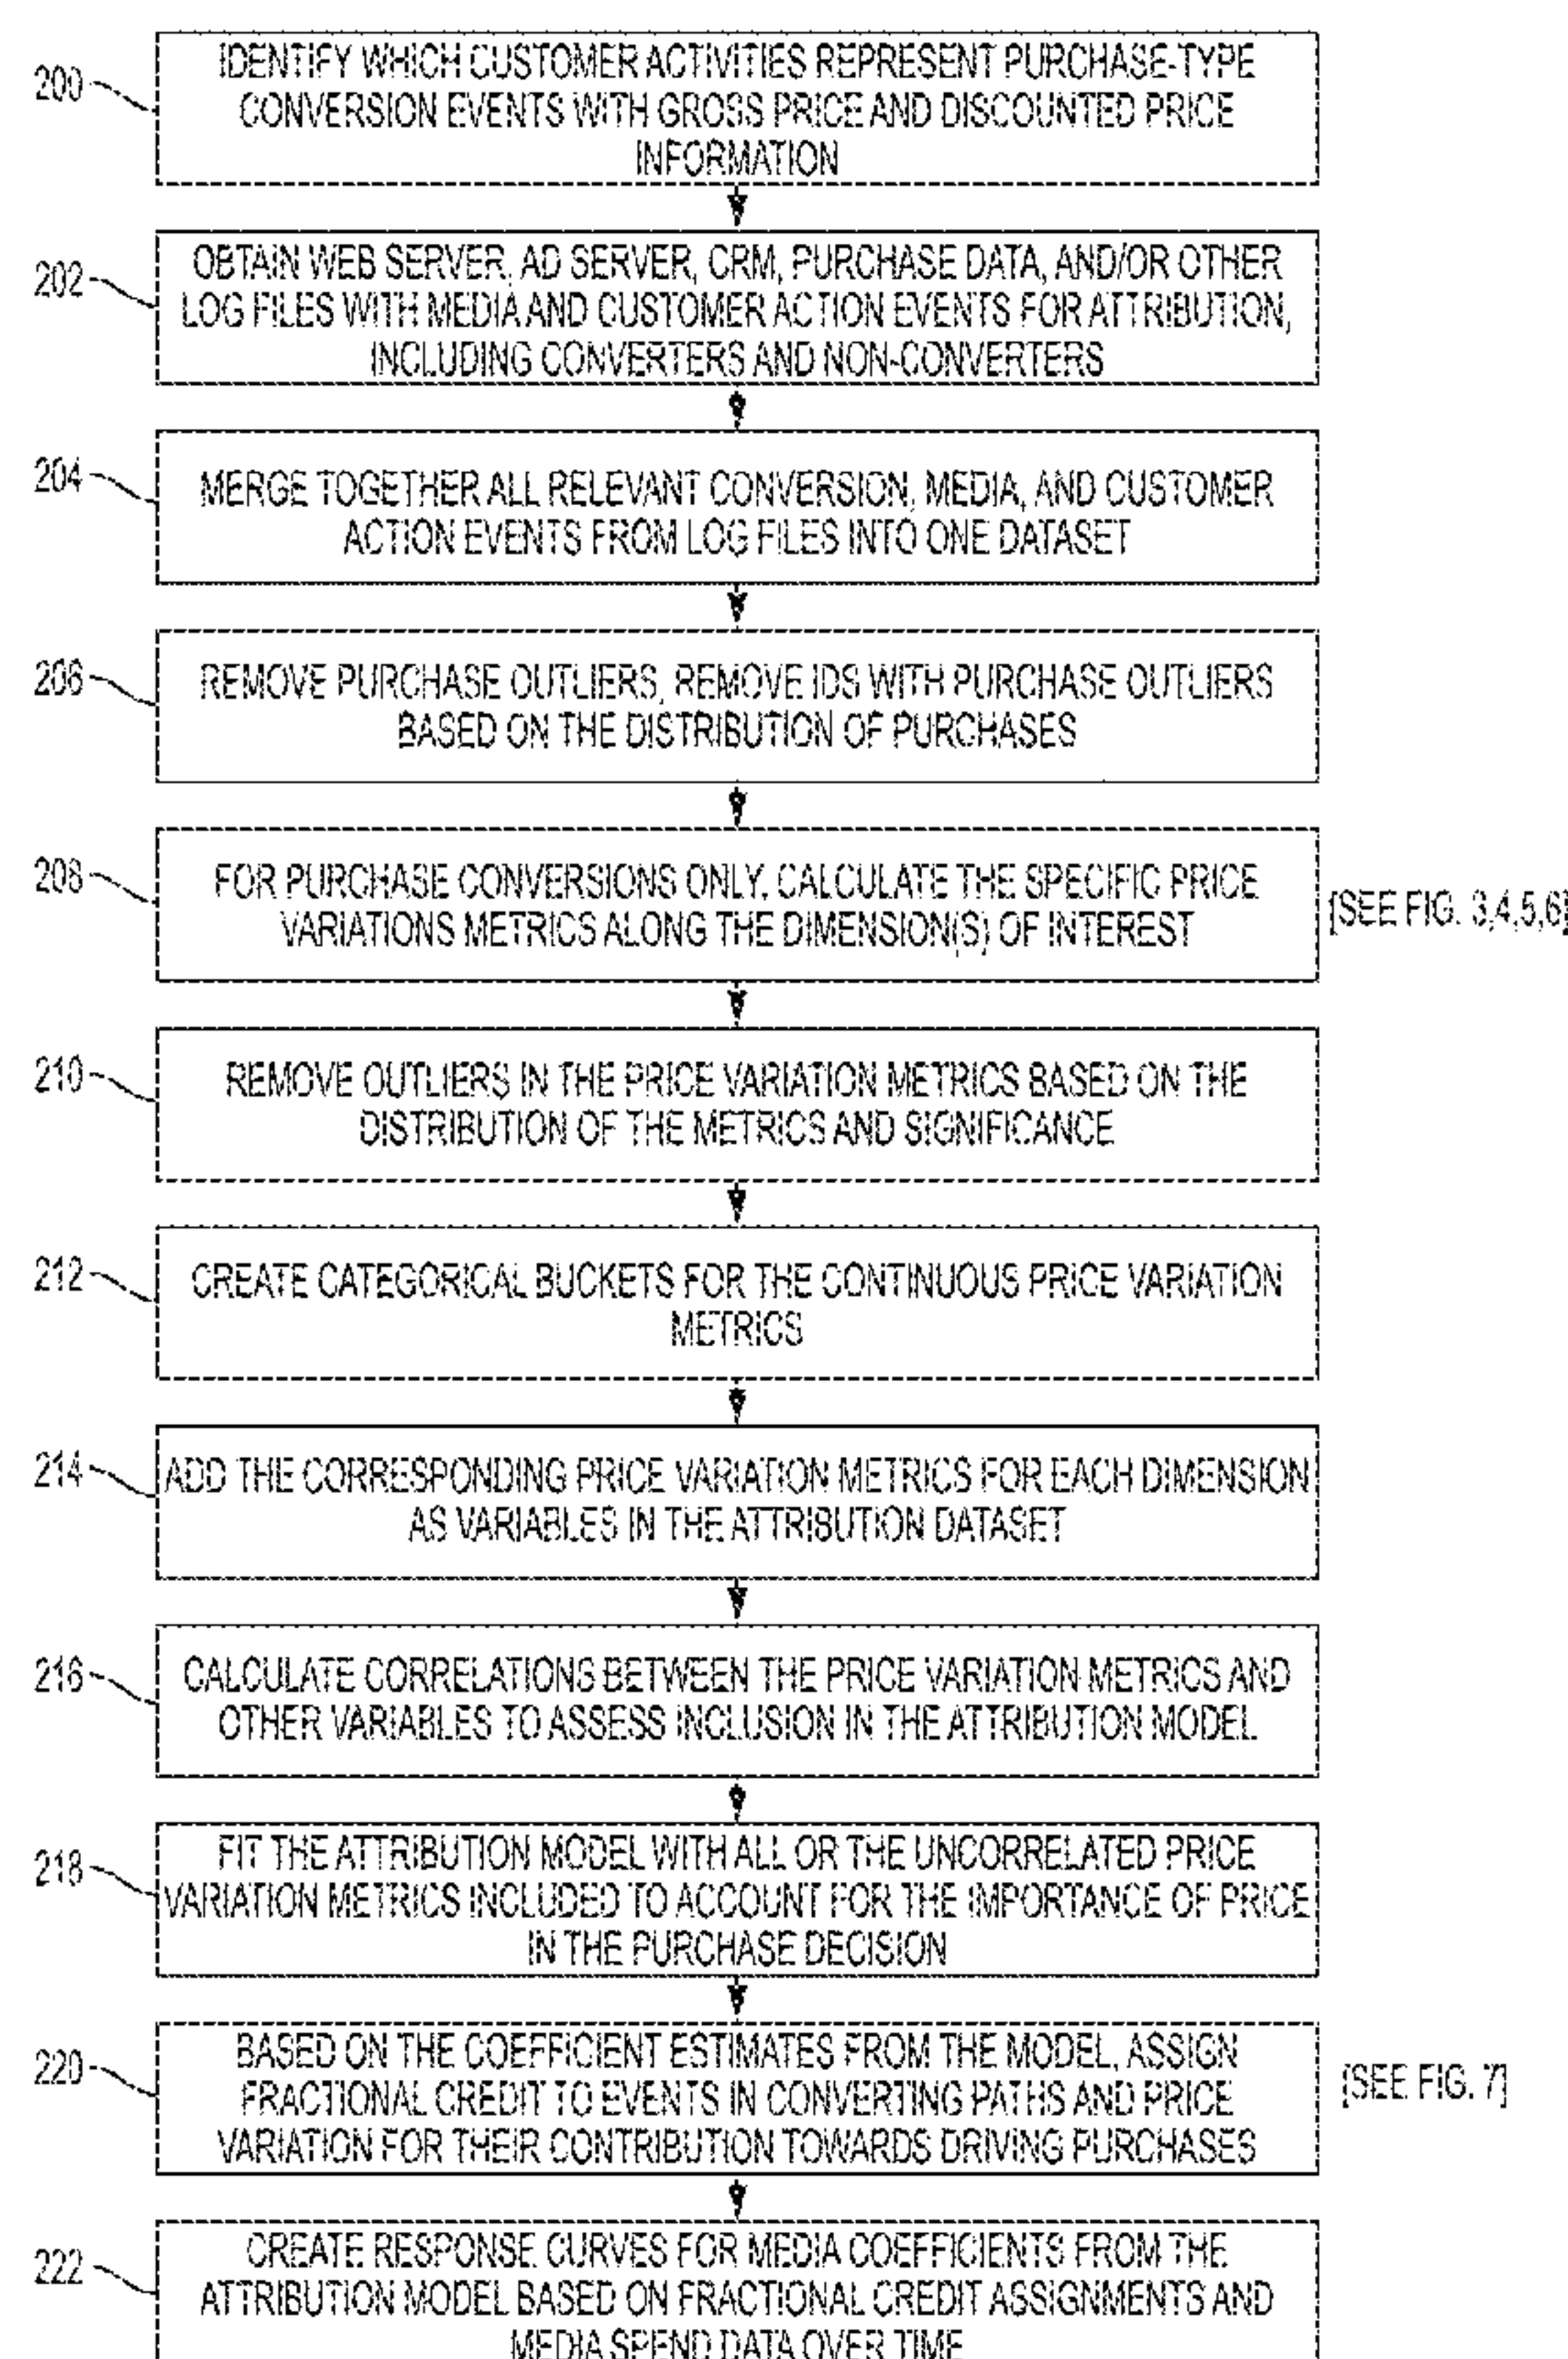 200
IDENTIFY WHICH CUSTOMER ACTIVITIES REPRESENT PURCHASE-TYPE
CONVERSION EVENTS WITH GROSS PRICE AND DISCOUNTED PRICE
INFORMATION
202
OBTAIN WEB SERVER, AD SERVER, CRM, PURCHASE DATA, AND/OR OTHER
LOG FILES WITH MEDIA AND CUSTOMER ACTION EVENTS FOR ATTRIBUTION,
INCLUDING CONVERTERS AND NON-CONVERTERS
204
MERGE TOGETHER ALL RELEVANT CONVERSION, MEDIA, AND CUSTOMER
ACTION EVENTS FROM LOG FILES INTO ONE DATASET
206
REMOVE PURCHASE OUTLIERS, REMOVE IDS WITH PURCHASE OUTLIERS
BASED ON THE DISTRIBUTION OF PURCHASES
208
FOR PURCHASE CONVERSIONS ONLY, CALCULATE THE SPECIFIC PRICE
VARIATIONS METRICS ALONG THE DIMENSION(S) OF INTEREST
[SEE FIG. 3,4,5,6]
210
REMOVE OUTLIERS IN THE PRICE VARIATION METRICS BASED ON THE
DISTRIBUTION OF THE METRICS AND SIGNIFICANCE
212
CREATE CATEGORICAL BUCKETS FOR THE CONTINUOUS PRICE VARIATION
METRICS
214
ADD THE CORRESPONDING PRICE VARIATION METRICS FOR EACH DIMENSION
AS VARIABLES IN THE ATTRIBUTION DATASET
216
CALCULATE CORRELATIONS BETWEEN THE PRICE VARIATION METRICS AND
OTHER VARIABLES TO ASSESS INCLUSION IN THE ATTRIBUTION MODEL
218
FIT THE ATTRIBUTION MODEL WITH ALL OR THE UNCORRELATED PRICE
VARIATION METRICS INCLUDED TO ACCOUNT FOR THE IMPORTANCE OF PRICE
IN THE PURCHASE DECISION
220
BASED ON THE COEFFICIENT ESTIMATES FROM THE MODEL, ASSIGN
FRACTIONAL CREDIT TO EVENTS IN CONVERTING PATHS AND PRICE
VARIATION FOR THEIR CONTRIBUTION TOWARDS DRIVING PURCHASES
[SEE FIG. 7]
222
CREATE RESPONSE CURVES FOR MEDIA COEFFICIENTS FROM THE
ATTRIBUTION MODEL BASED ON FRACTIONAL CREDIT ASSIGNMENTS AND
MEDIA SPEND DATA OVER TIME